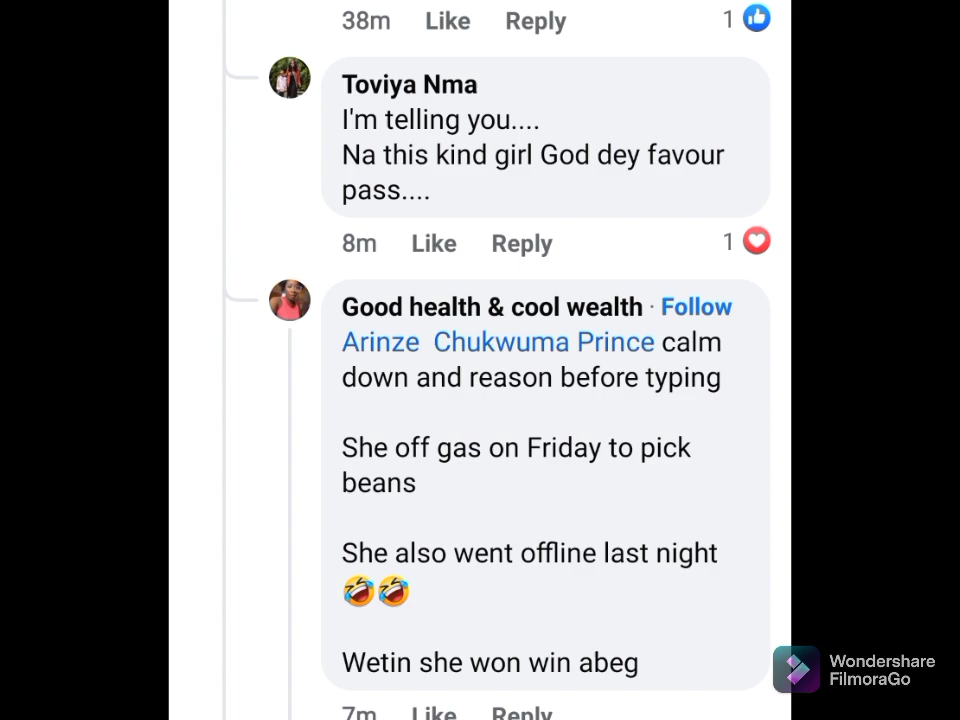 38m Like Reply 1
Toviya Nma
I'm telling you....
Na this kind girl God dey favour
pass....
8m Like Reply 1
Good health & cool wealth · Follow
Arinze Chukwuma Prince calm
down and reason before typing
She off gas on Friday to pick
beans
She also went offline last night
🤣🤣
Wetin she won win abeg
7m Like Reply
Wondershare
FilmoraGo